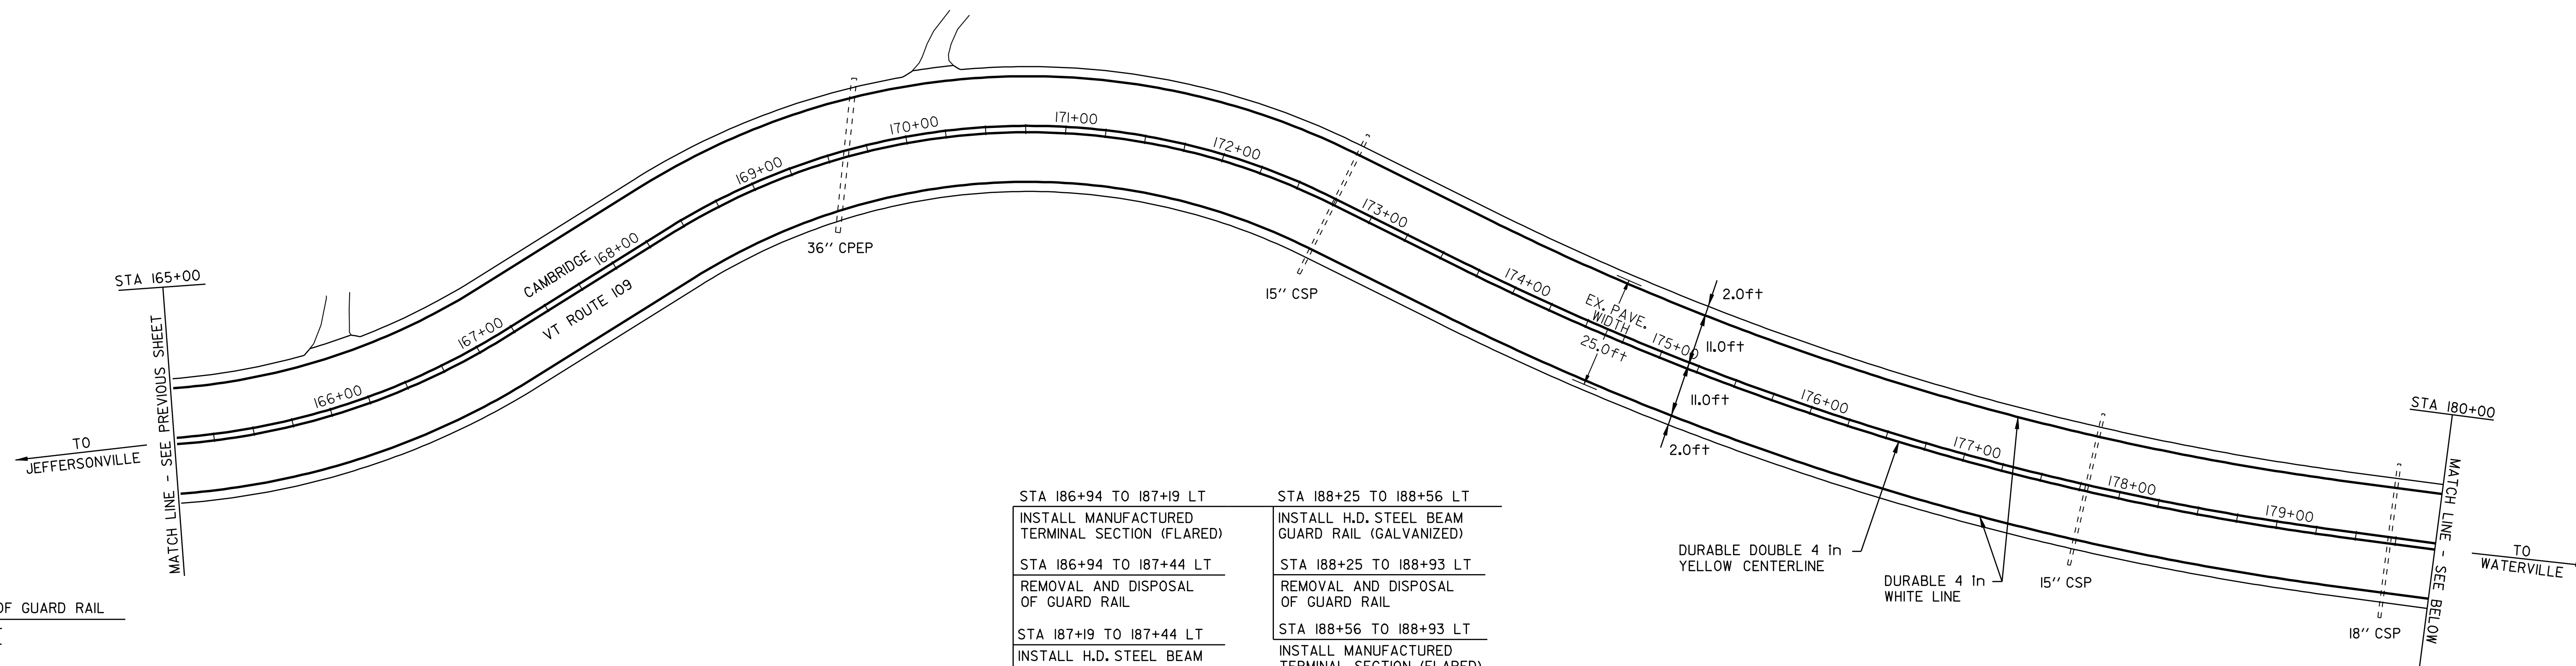 STA 165+00
MATCH LINE - SEE PREVIOUS SHEET
TO
JEFFERSONVILLE
166+00
167+00
168+00
169+00
170+00
171+00
172+00
173+00
174+00
175+00
176+00
177+00
178+00
179+00
CAMBRIDGE
VT ROUTE 109
36" CPEP
15" CSP
EX. PAVE.
WIDTH
25.0ft
2.0ft
11.0ft
11.0ft
2.0ft
DURABLE DOUBLE 4 in
YELLOW CENTERLINE
DURABLE 4 in
WHITE LINE
15" CSP
18" CSP
STA 180+00
MATCH LINE - SEE BELOW
TO
WATERVILLE
OF GUARD RAIL
STA 186+94 TO 187+19 LT
INSTALL MANUFACTURED
TERMINAL SECTION (FLARED)
STA 186+94 TO 187+44 LT
REMOVAL AND DISPOSAL
OF GUARD RAIL
STA 187+19 TO 187+44 LT
INSTALL H.D. STEEL BEAM
STA 188+25 TO 188+56 LT
INSTALL H.D. STEEL BEAM
GUARD RAIL (GALVANIZED)
STA 188+25 TO 188+93 LT
REMOVAL AND DISPOSAL
OF GUARD RAIL
STA 188+56 TO 188+93 LT
INSTALL MANUFACTURED
TERMINAL SECTION (FLARED)